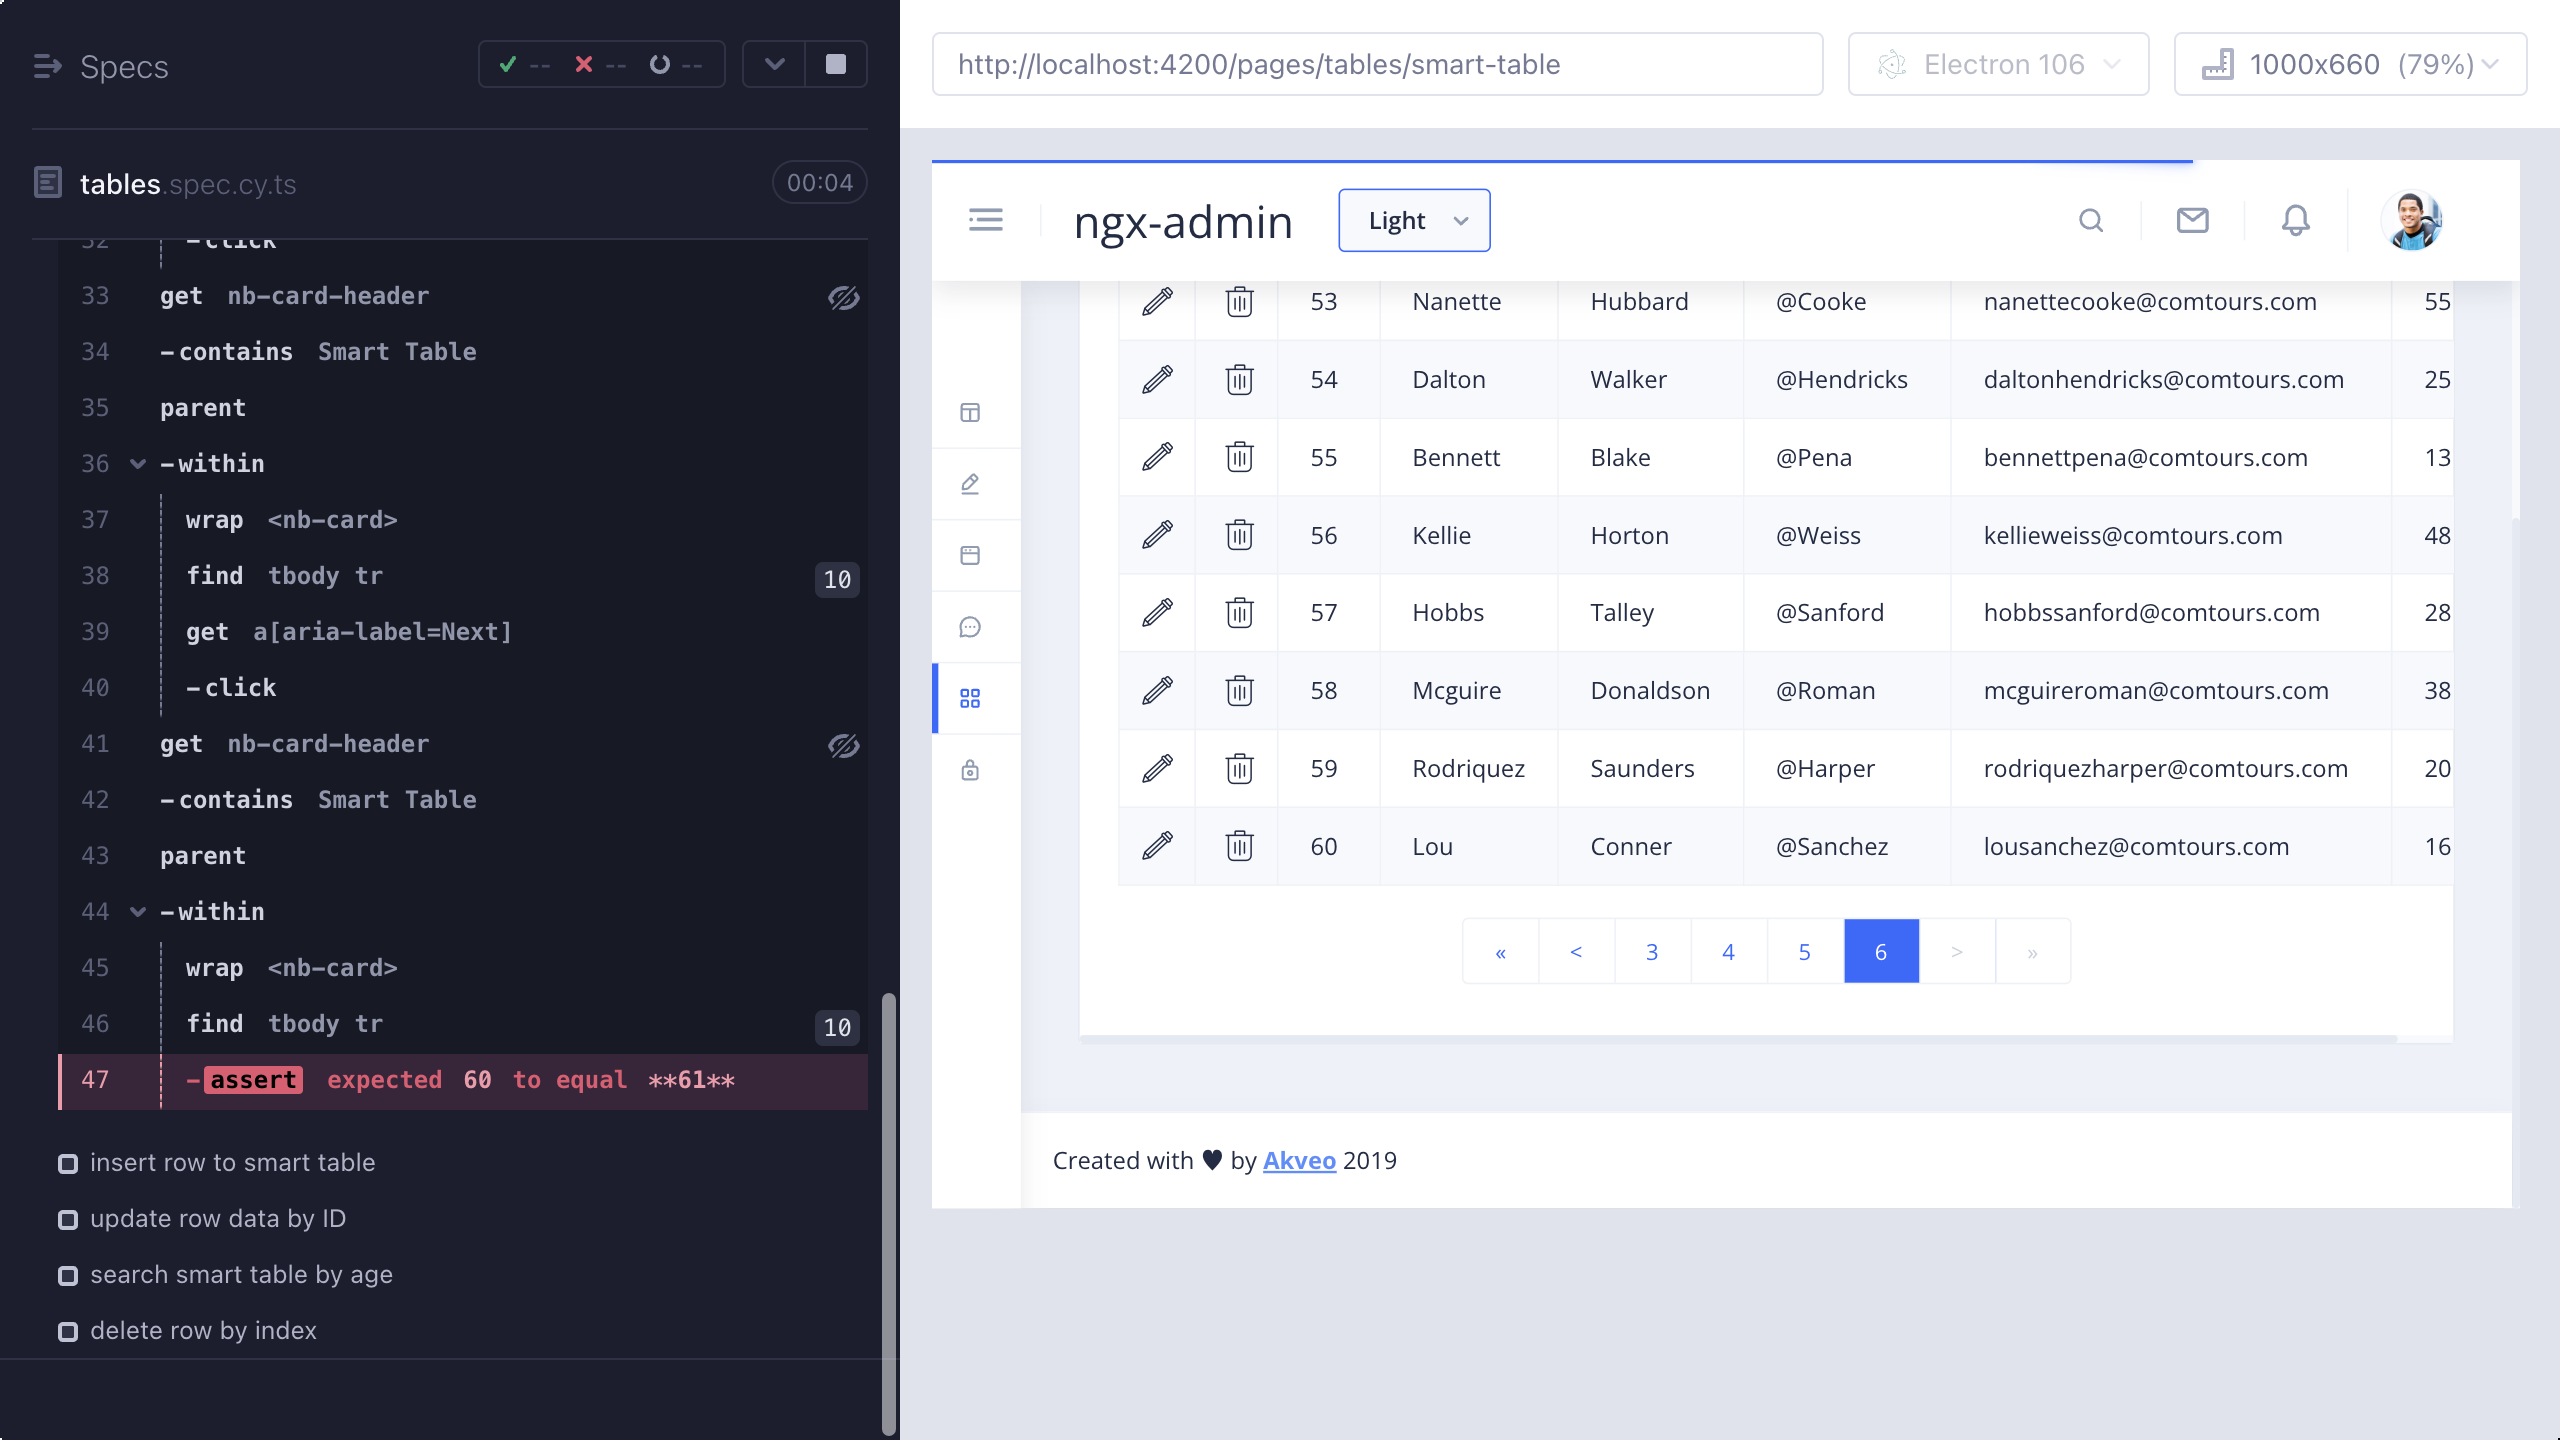 Specs
-- -- --
tables.spec.cy.ts 00:04
32 -click
33 get nb-card-header
34 -contains Smart Table
35 parent
36 -within
37 wrap <nb-card>
38 find tbody tr 10
39 get a[aria-label=Next]
40 -click
41 get nb-card-header
42 -contains Smart Table
43 parent
44 -within
45 wrap <nb-card>
46 find tbody tr 10
47 -assert expected 60 to equal **61**
insert row to smart table
update row data by ID
search smart table by age
delete row by index
http://localhost:4200/pages/tables/smart-table
Electron 106
1000x660 (79%)
ngx-admin Light
53 Nanette Hubbard @Cooke nanettecooke@comtours.com 55
54 Dalton Walker @Hendricks daltonhendricks@comtours.com 25
55 Bennett Blake @Pena bennettpena@comtours.com 13
56 Kellie Horton @Weiss kellieweiss@comtours.com 48
57 Hobbs Talley @Sanford hobbssanford@comtours.com 28
58 Mcguire Donaldson @Roman mcguireroman@comtours.com 38
59 Rodriquez Saunders @Harper rodriquezharper@comtours.com 20
60 Lou Conner @Sanchez lousanchez@comtours.com 16
« < 3 4 5 6 > »
Created with ♥ by Akveo 2019